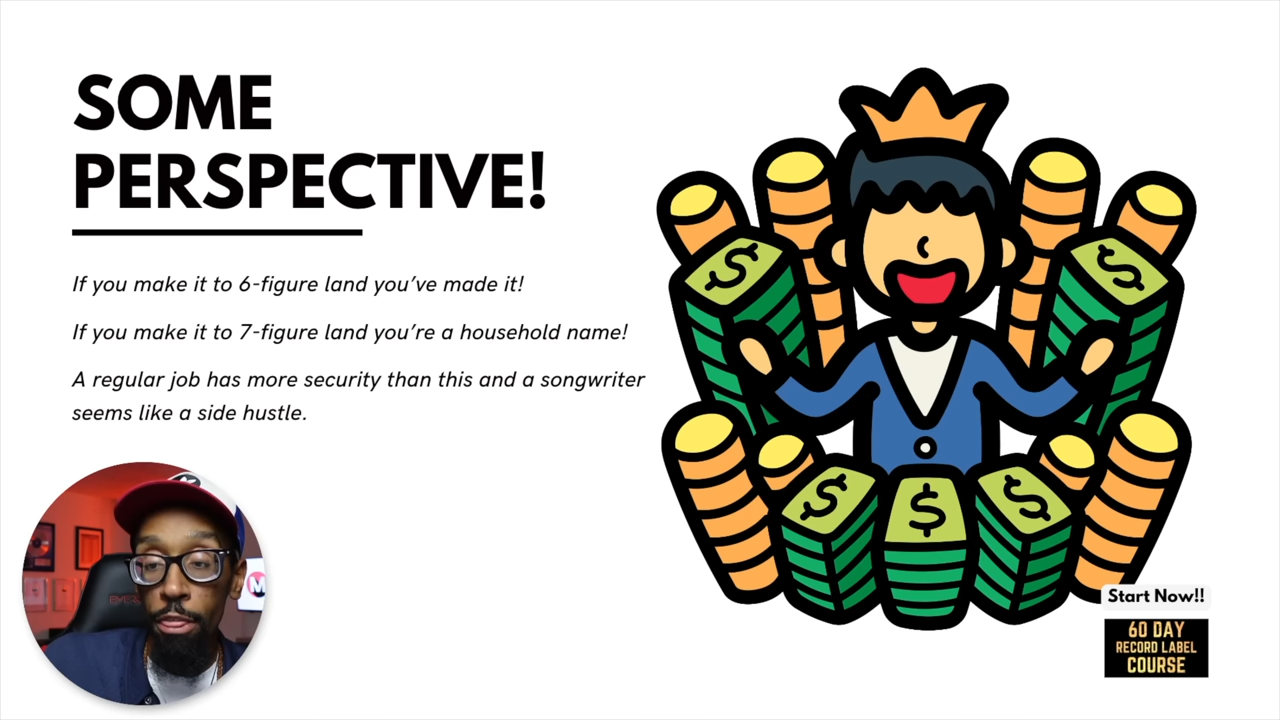 SOME
PERSPECTIVE!
If you make it to 6-figure land you’ve made it!
If you make it to 7-figure land you’re a household name!
A regular job has more security than this and a songwriter
seems like a side hustle.
Start Now!!
60 DAY
RECORD LABEL
COURSE